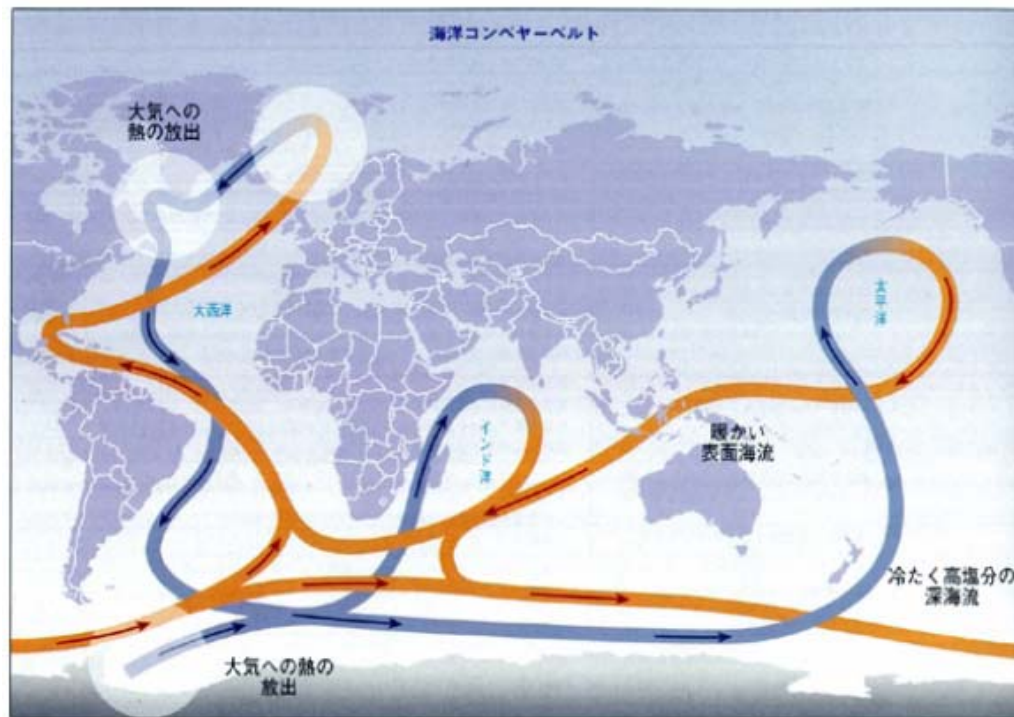 海洋コンベヤーベルト
大気への
熱の放出
大西洋
太平洋
インド洋
暖かい
表面海流
冷たく高塩分の
深海流
大気への熱の
放出